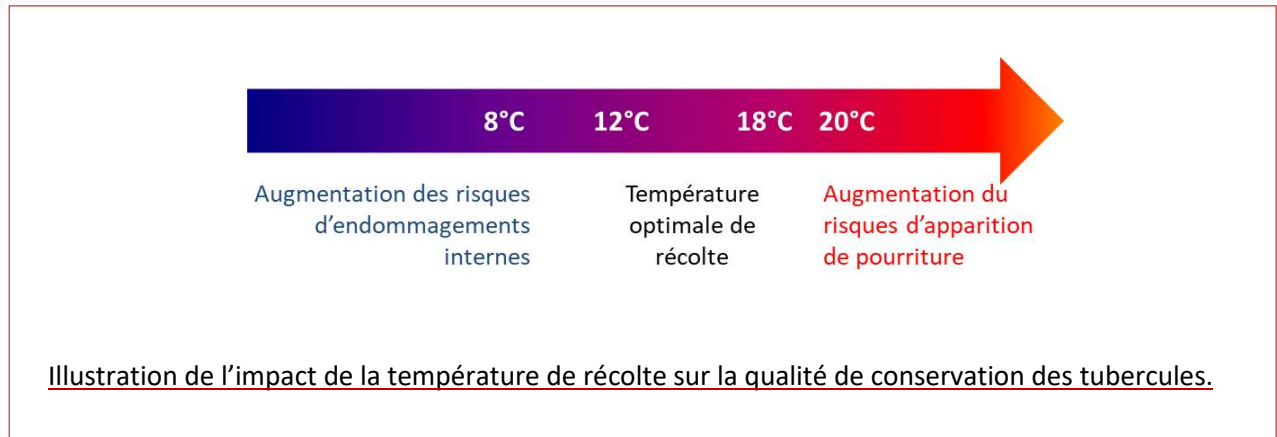 8°C 12°C 18°C 20°C
Augmentation des risques
d’endommagements
internes
Température
optimale de
récolte
Augmentation du
risques d’apparition
de pourriture
Illustration de l’impact de la température de récolte sur la qualité de conservation des tubercules.